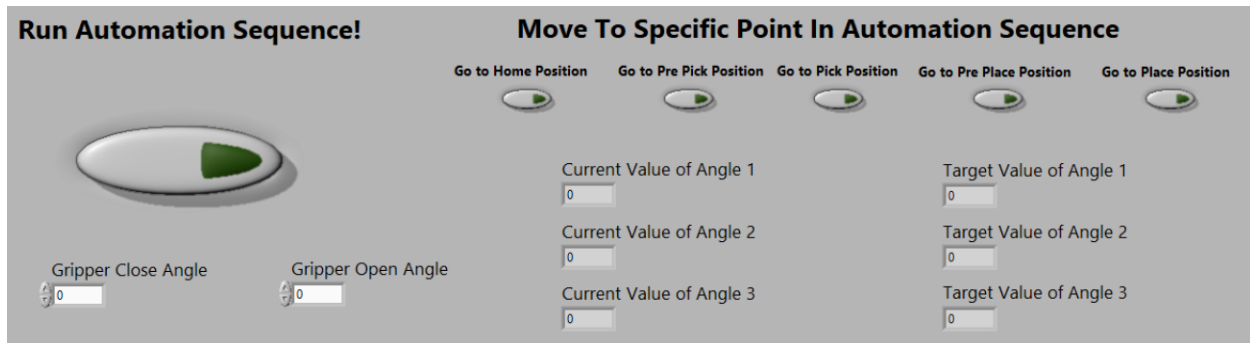 Run Automation Sequence!
Move To Specific Point In Automation Sequence
Go to Home Position
Go to Pre Pick Position
Go to Pick Position
Go to Pre Place Position
Go to Place Position
Current Value of Angle 1
0
Target Value of Angle 1
0
Current Value of Angle 2
0
Target Value of Angle 2
0
Gripper Close Angle
0
Gripper Open Angle
0
Current Value of Angle 3
0
Target Value of Angle 3
0